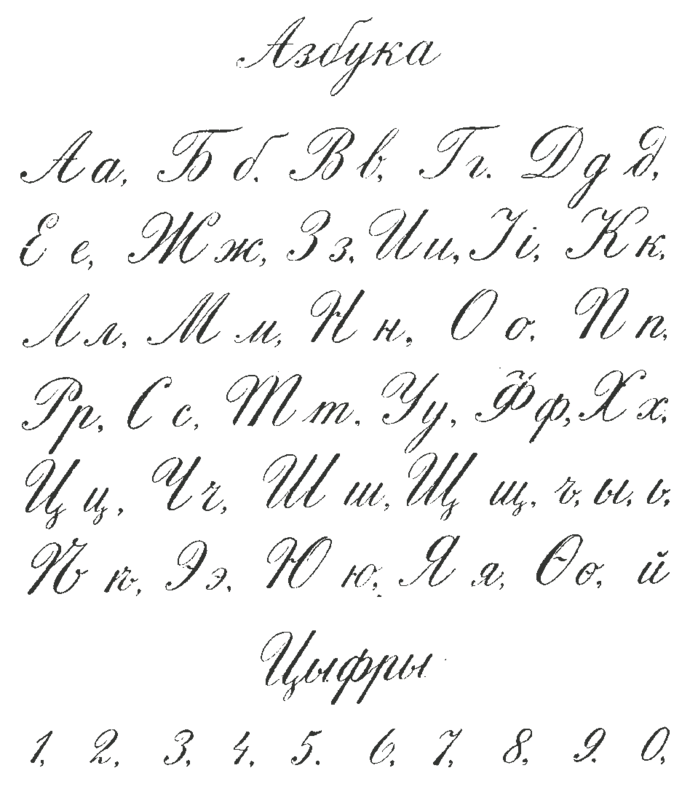 Азбука
Аа, Бб. Вв, Гг. Дд д,
Ее, Жж, Зз, Ии, Іі, Кк,
Лл, Мм, Нн, Оо, Пп,
Рр, Сс, Тт. Уу, Фф, Хх,
Цц, Чч, Шш, Щщ, ъ, ы, ь,
Ѣѣ, Ээ, Юю, Яя, Ѳѳ, й
Цыфры
1, 2, 3, 4, 5. 6, 7, 8, 9. 0,